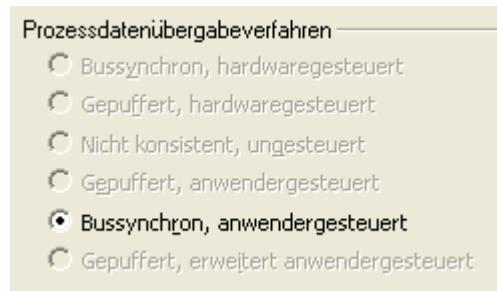 Prozessdatenübergabeverfahren
Bussynchron, hardwaregesteuert
Gepuffert, hardwaregesteuert
Nicht konsistent, ungesteuert
Gepuffert, anwendergesteuert
Bussynchron, anwendergesteuert
Gepuffert, erweitert anwendergesteuert